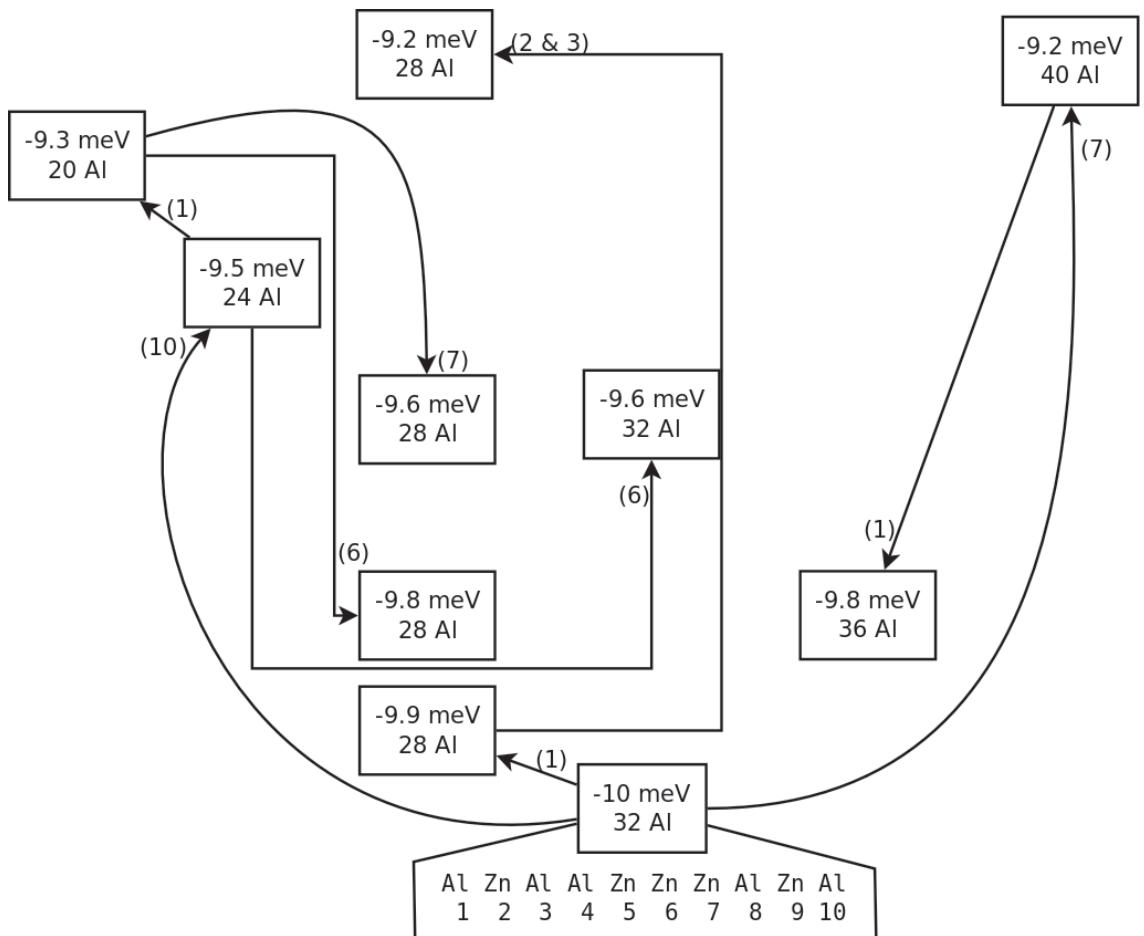 -9.2 meV
28 Al
(2 & 3)
-9.2 meV
40 Al
(7)
-9.3 meV
20 Al
(1)
-9.5 meV
24 Al
(10)
(7)
-9.6 meV
28 Al
-9.6 meV
32 Al
(6)
(1)
(6)
-9.8 meV
28 Al
-9.8 meV
36 Al
-9.9 meV
28 Al
(1)
-10 meV
32 Al
Al Zn Al Al Zn Zn Zn Al Zn Al
1 2 3 4 5 6 7 8 9 10